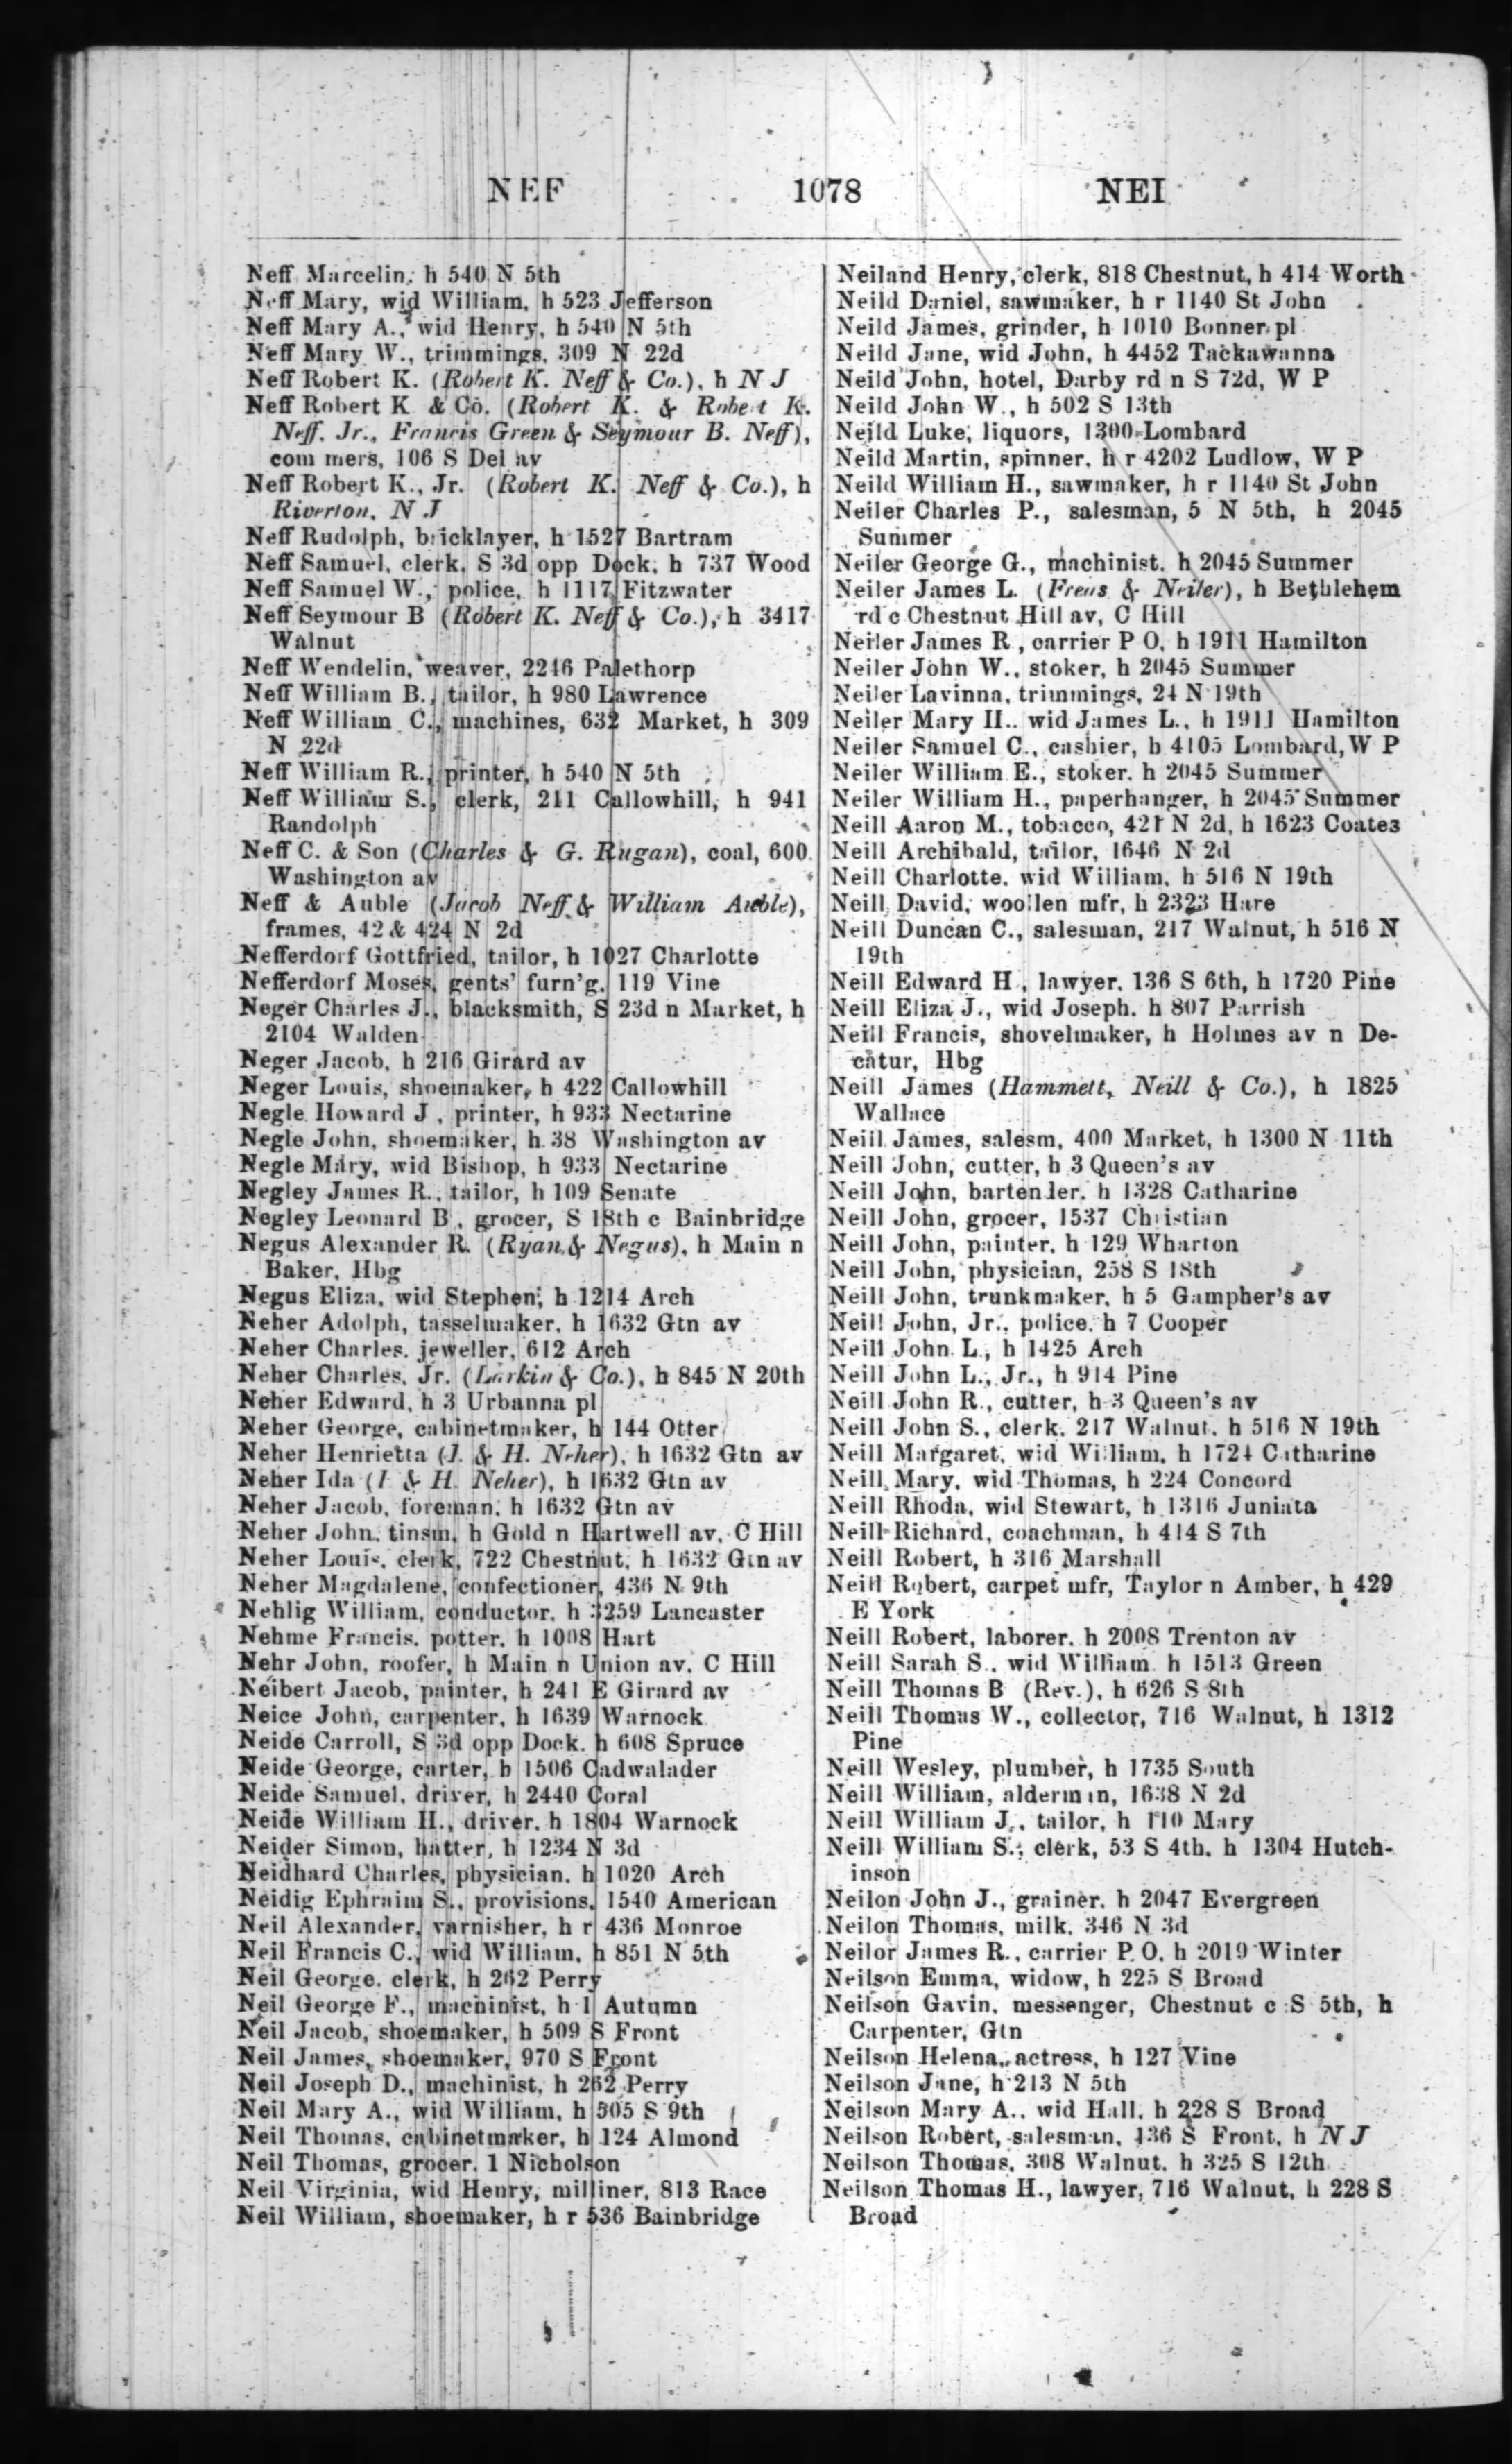 NEF 1078 NEI
Neff Marcelin, h 540 N 5th
Neff Mary, wid William, h 523 Jefferson
Neff Mary A., wid Henry, h 540 N 5th
Neff Mary W., trimmings, 309 N 22d
Neff Robert K. (Robert K. Neff & Co.), h N J
Neff Robert K & Co. (Robert K. & Robert K.
Neff, Jr., Francis Green & Seymour B. Neff),
com mers, 106 S Del av
Neff Robert K., Jr. (Robert K. Neff & Co.), h
Riverton, N J
Neff Rudolph, bricklayer, h 1527 Bartram
Neff Samuel, clerk, S 3d opp Dock, h 737 Wood
Neff Samuel W., police, h 1117 Fitzwater
Neff Seymour B (Robert K. Neff & Co.), h 3417
Walnut
Neff Wendelin, weaver, 2246 Palethorp
Neff William B., tailor, h 980 Lawrence
Neff William C., machines, 632 Market, h 309
N 22d
Neff William R., printer, h 540 N 5th
Neff William S., clerk, 211 Callowhill, h 941
Randolph
Neff C. & Son (Charles & G. Rugan), coal, 600
Washington av
Neff & Auble (Jacob Neff & William Auble),
frames, 42 & 424 N 2d
Nefferdorf Gottfried, tailor, h 1027 Charlotte
Nefferdorf Moses, gents' furn'g, 119 Vine
Neger Charles J., blacksmith, S 23d n Market, h
2104 Walden
Neger Jacob, h 216 Girard av
Neger Louis, shoemaker, h 422 Callowhill
Negle Howard J, printer, h 933 Nectarine
Negle John, shoemaker, h 38 Washington av
Negle Mary, wid Bishop, h 933 Nectarine
Negley James R., tailor, h 109 Senate
Negley Leonard B, grocer, S 18th c Bainbridge
Negus Alexander R. (Ryan & Negus), h Main n
Baker, Hbg
Negus Eliza, wid Stephen, h 1214 Arch
Neher Adolph, tasselmaker, h 1632 Gtn av
Neher Charles, jeweller, 612 Arch
Neher Charles, Jr. (Larkin & Co.), h 845 N 20th
Neher Edward, h 3 Urbanna pl
Neher George, cabinetmaker, h 144 Otter
Neher Henrietta (I. & H. Neher), h 1632 Gtn av
Neher Ida (I & H. Neher), h 1632 Gtn av
Neher Jacob, foreman, h 1632 Gtn av
Neher John, tinsm, h Gold n Hartwell av, C Hill
Neher Louis, clerk, 722 Chestnut, h 1632 Gtn av
Neher Magdalene, confectioner, 436 N 9th
Nehlig William, conductor, h 3259 Lancaster
Nehme Francis, potter, h 1008 Hart
Nehr John, roofer, h Main n Union av, C Hill
Neibert Jacob, painter, h 241 E Girard av
Neice John, carpenter, h 1639 Warnock
Neide Carroll, S 3d opp Dock, h 608 Spruce
Neide George, carter, h 1506 Cadwalader
Neide Samuel, driver, h 2440 Coral
Neide William H., driver, h 1804 Warnock
Neider Simon, hatter, h 1234 N 3d
Neidhard Charles, physician, h 1020 Arch
Neidig Ephraim S., provisions, 1540 American
Neil Alexander, varnisher, h r 436 Monroe
Neil Francis C., wid William, h 851 N 5th
Neil George, clerk, h 262 Perry
Neil George F., machinist, h 1 Autumn
Neil Jacob, shoemaker, h 509 S Front
Neil James, shoemaker, 970 S Front
Neil Joseph D., machinist, h 262 Perry
Neil Mary A., wid William, h 505 S 9th
Neil Thomas, cabinetmaker, h 124 Almond
Neil Thomas, grocer, 1 Nicholson
Neil Virginia, wid Henry, milliner, 813 Race
Neil William, shoemaker, h r 536 Bainbridge
Neiland Henry, clerk, 818 Chestnut, h 414 Worth
Neild Daniel, sawmaker, h r 1140 St John
Neild James, grinder, h 1010 Bonner pl
Neild Jane, wid John, h 4452 Tackawanna
Neild John, hotel, Darby rd n S 72d, W P
Neild John W., h 502 S 13th
Neild Luke, liquors, 1300 Lombard
Neild Martin, spinner, h r 4202 Ludlow, W P
Neild William H., sawmaker, h r 1140 St John
Neiler Charles P., salesman, 5 N 5th, h 2045
Summer
Neiler George G., machinist, h 2045 Summer
Neiler James L. (Freas & Neiler), h Bethlehem
rd c Chestnut Hill av, C Hill
Neiler James R, carrier P O, h 1911 Hamilton
Neiler John W., stoker, h 2045 Summer
Neiler Lavinna, trimmings, 24 N 19th
Neiler Mary H., wid James L., h 1911 Hamilton
Neiler Samuel C., cashier, h 4105 Lombard, W P
Neiler William E., stoker, h 2045 Summer
Neiler William H., paperhanger, h 2045 Summer
Neill Aaron M., tobacco, 421 N 2d, h 1623 Coates
Neill Archibald, tailor, 1646 N 2d
Neill Charlotte, wid William, h 516 N 19th
Neill David, woollen mfr, h 2323 Hare
Neill Duncan C., salesman, 217 Walnut, h 516 N
19th
Neill Edward H, lawyer, 136 S 6th, h 1720 Pine
Neill Eliza J., wid Joseph, h 807 Parrish
Neill Francis, shovelmaker, h Holmes av n De-
catur, Hbg
Neill James (Hammett, Neill & Co.), h 1825
Wallace
Neill James, salesm, 400 Market, h 1300 N 11th
Neill John, cutter, h 3 Queen's av
Neill John, bartender, h 1328 Catharine
Neill John, grocer, 1537 Christian
Neill John, painter, h 129 Wharton
Neill John, physician, 258 S 18th
Neill John, trunkmaker, h 5 Gampher's av
Neill John, Jr., police, h 7 Cooper
Neill John L., h 1425 Arch
Neill John L., Jr., h 914 Pine
Neill John R., cutter, h 3 Queen's av
Neill John S., clerk, 217 Walnut, h 516 N 19th
Neill Margaret, wid William, h 1724 Catharine
Neill Mary, wid Thomas, h 224 Concord
Neill Rhoda, wid Stewart, h 1316 Juniata
Neill Richard, coachman, h 414 S 7th
Neill Robert, h 316 Marshall
Neill Robert, carpet mfr, Taylor n Amber, h 429
E York
Neill Robert, laborer, h 2008 Trenton av
Neill Sarah S., wid William, h 1513 Green
Neill Thomas B (Rev.), h 626 S 8th
Neill Thomas W., collector, 716 Walnut, h 1312
Pine
Neill Wesley, plumber, h 1735 South
Neill William, alderman, 1638 N 2d
Neill William J., tailor, h 110 Mary
Neill William S., clerk, 53 S 4th, h 1304 Hutch-
inson
Neilon John J., grainer, h 2047 Evergreen
Neilon Thomas, milk, 346 N 3d
Neilor James R., carrier P. O. h 2019 Winter
Neilson Emma, widow, h 225 S Broad
Neilson Gavin, messenger, Chestnut c S 5th, h
Carpenter, Gtn
Neilson Helena, actress, h 127 Vine
Neilson Jane, h 213 N 5th
Neilson Mary A., wid Hall, h 228 S Broad
Neilson Robert, salesman, 136 S Front, h N J
Neilson Thomas, 308 Walnut, h 325 S 12th
Neilson Thomas H., lawyer, 716 Walnut, h 228 S
Broad